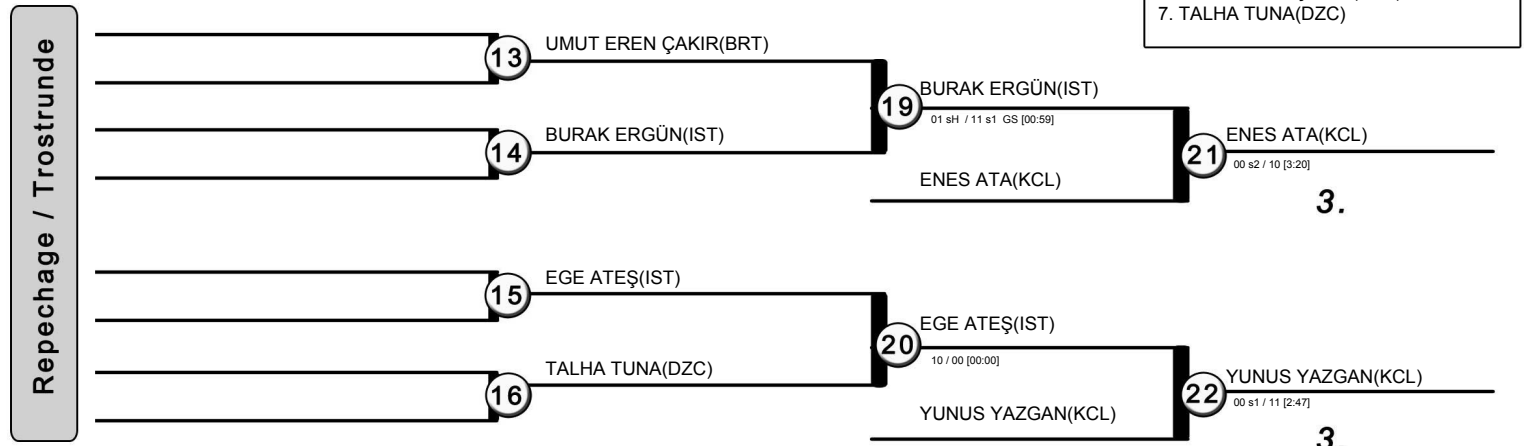 7. TALHA TUNA(DZC)
Repechage / Trostrunde
13
UMUT EREN ÇAKIR(BRT)
19
BURAK ERGÜN(IST)
01 sH / 11 s1 GS [00:59]
14
BURAK ERGÜN(IST)
21
ENES ATA(KCL)
00 s2 / 10 [3:20]
ENES ATA(KCL)
3.
15
EGE ATEŞ(IST)
20
EGE ATEŞ(IST)
10 / 00 [00:00]
16
TALHA TUNA(DZC)
22
YUNUS YAZGAN(KCL)
00 s1 / 11 [2:47]
YUNUS YAZGAN(KCL)
3